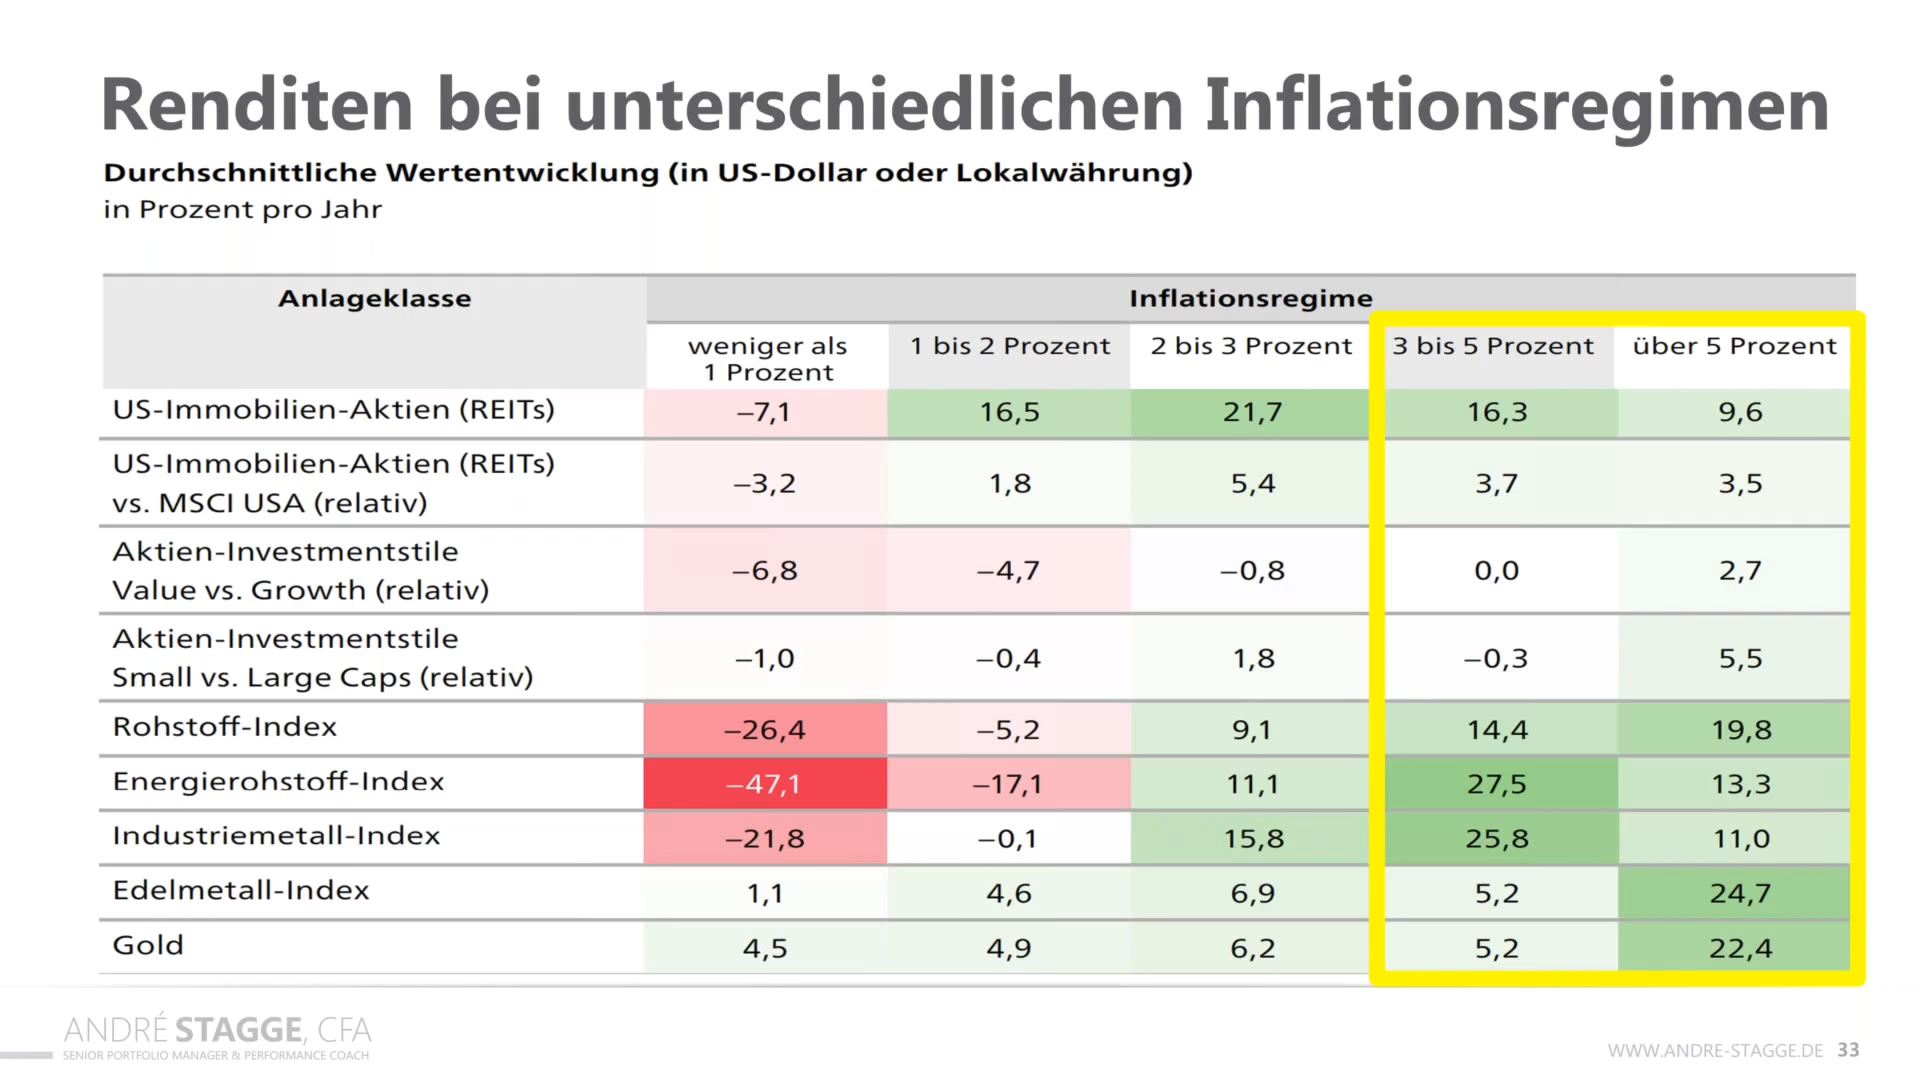 Renditen bei unterschiedlichen Inflationsregimen
Durchschnittliche Wertentwicklung (in US-Dollar oder Lokalwährung)
in Prozent pro Jahr
Anlageklasse Inflationsregime
weniger als 1 bis 2 Prozent 2 bis 3 Prozent 3 bis 5 Prozent über 5 Prozent
1 Prozent
US-Immobilien-Aktien (REITs) –7,1 16,5 21,7 16,3 9,6
US-Immobilien-Aktien (REITs)
vs. MSCI USA (relativ) –3,2 1,8 5,4 3,7 3,5
Aktien-Investmentstile
Value vs. Growth (relativ) –6,8 –4,7 –0,8 0,0 2,7
Aktien-Investmentstile
Small vs. Large Caps (relativ) –1,0 –0,4 1,8 –0,3 5,5
Rohstoff-Index –26,4 –5,2 9,1 14,4 19,8
Energierohstoff-Index –47,1 –17,1 11,1 27,5 13,3
Industriemetall-Index –21,8 –0,1 15,8 25,8 11,0
Edelmetall-Index 1,1 4,6 6,9 5,2 24,7
Gold 4,5 4,9 6,2 5,2 22,4
ANDRÉ STAGGE, CFA
SENIOR PORTFOLIO MANAGER & PERFORMANCE COACH
WWW.ANDRE-STAGGE.DE 33